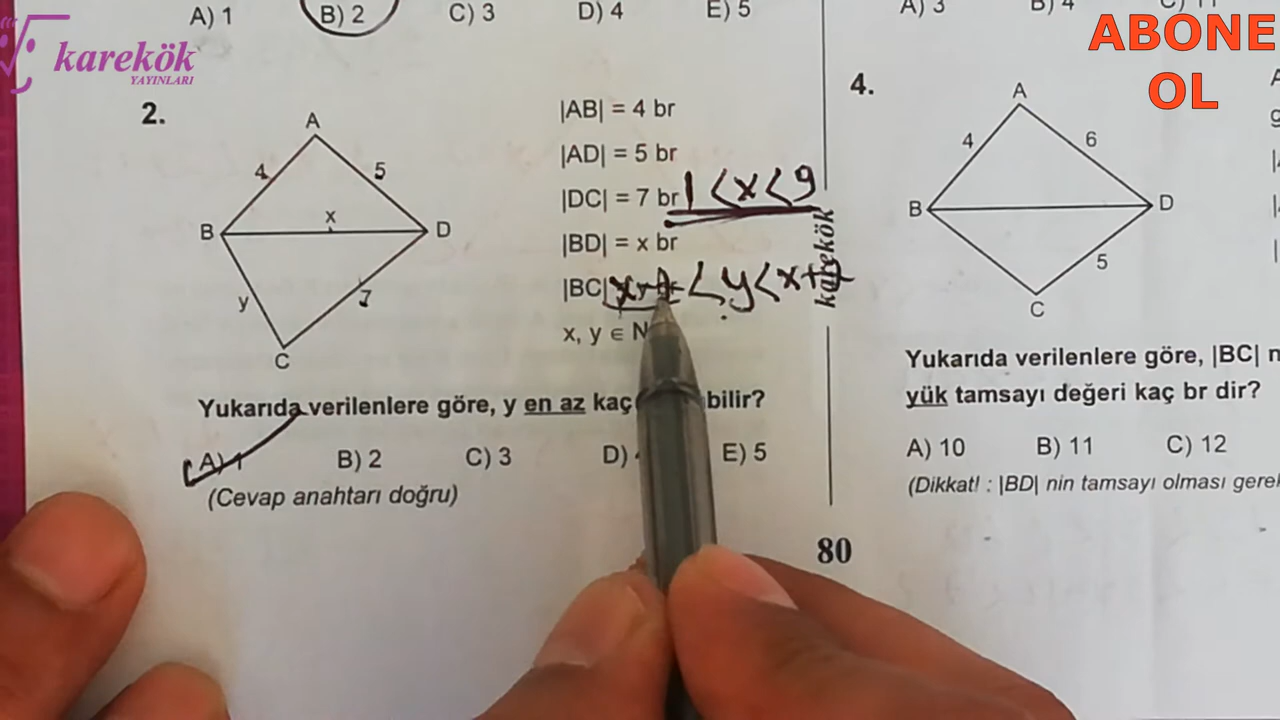 A) 1 B) 2 C) 3 D) 4 E) 5
A) 3 B) 4
ABONE
OL
karekök
YAYINLARI
2.
A
4 5
x
B D
y 7
C
|AB| = 4 br
|AD| = 5 br
|DC| = 7 br
1 < x < 9
|BD| = x br
|BC|
< y < x+7
x, y ∈ N
Yukarıda verilenlere göre, y en az kaç bilir?
A) 1 B) 2 C) 3 D) E) 5
(Cevap anahtarı doğru)
karekök
80
4.
A
4 6
B D
5
C
Yukarıda verilenlere göre, |BC| n
yük tamsayı değeri kaç br dir?
A) 10 B) 11 C) 12
(Dikkat! : |BD| nin tamsayı olması gerek